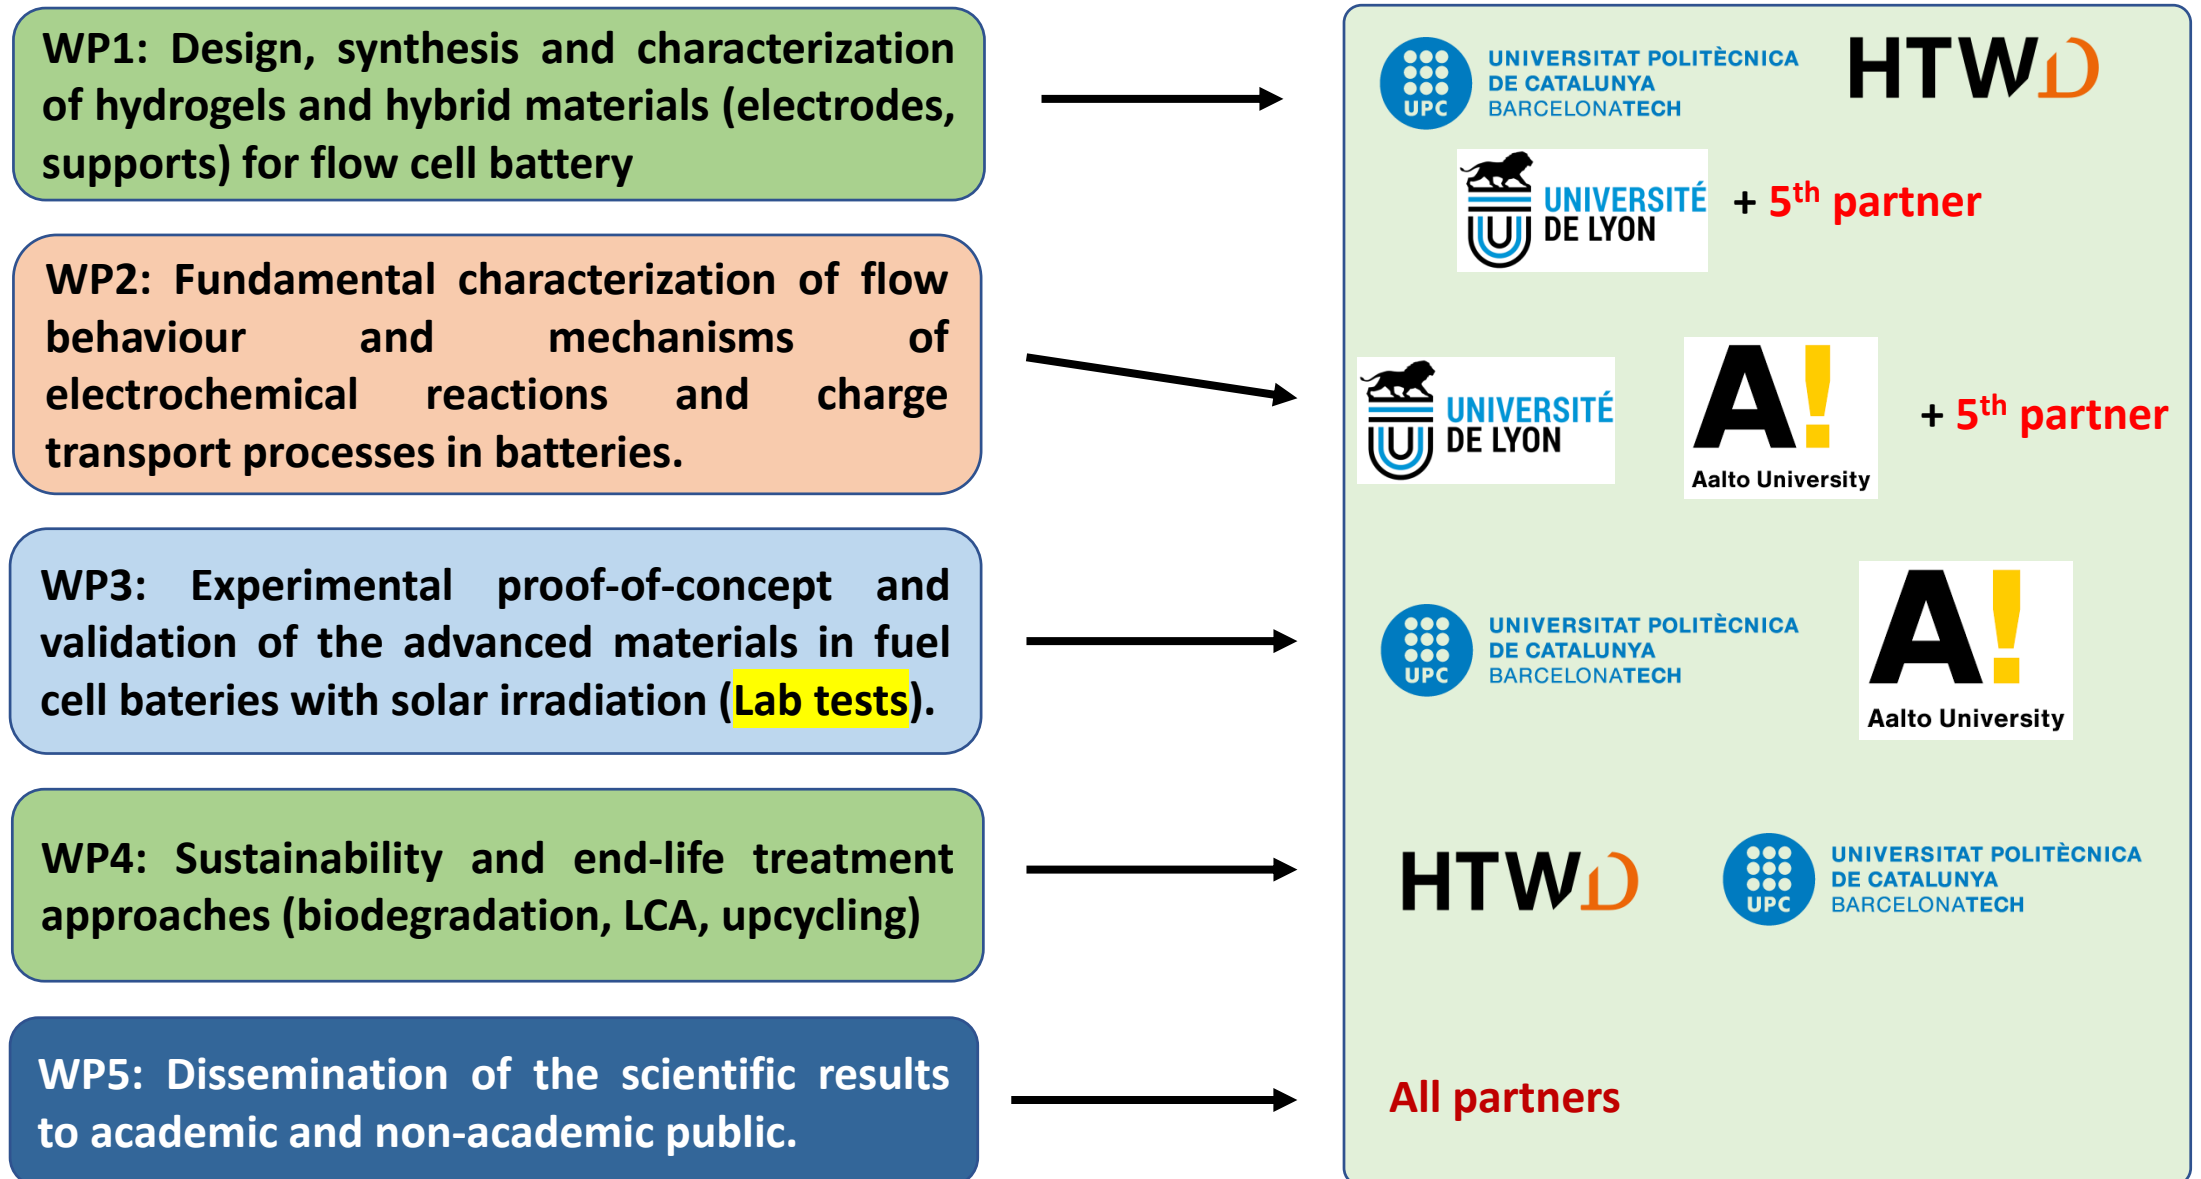 WP1: Design, synthesis and characterization
of hydrogels and hybrid materials (electrodes,
supports) for flow cell battery
UPC
UNIVERSITAT POLITÈCNICA
DE CATALUNYA
BARCELONATECH
HTWD
UNIVERSITÉ
DE LYON
+ 5th partner
WP2: Fundamental characterization of flow
behaviour and mechanisms of
electrochemical reactions and charge
transport processes in batteries.
UNIVERSITÉ
DE LYON
A!
Aalto University
+ 5th partner
WP3: Experimental proof-of-concept and
validation of the advanced materials in fuel
cell bateries with solar irradiation (Lab tests).
UPC
UNIVERSITAT POLITÈCNICA
DE CATALUNYA
BARCELONATECH
A!
Aalto University
WP4: Sustainability and end-life treatment
approaches (biodegradation, LCA, upcycling)
HTWD
UPC
UNIVERSITAT POLITÈCNICA
DE CATALUNYA
BARCELONATECH
WP5: Dissemination of the scientific results
to academic and non-academic public.
All partners